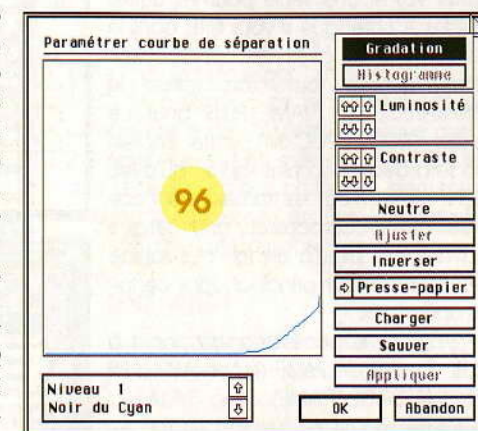 Paramétrer courbe de séparation
Gradation
Histogramme
Luminosité
Contraste
96
Neutre
Ajuster
Inverser
Presse-papier
Charger
Sauver
Appliquer
Niveau 1
Noir du Cyan
OK
Abandon